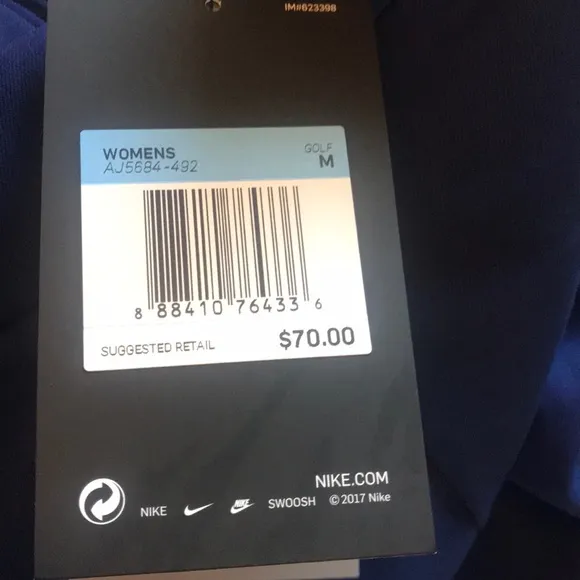 IM#623398
WOMENS
AJ5684-492
GOLF
M
8 88410 76433 6
SUGGESTED RETAIL $70.00
NIKE.COM
NIKE SWOOSH © 2017 Nike